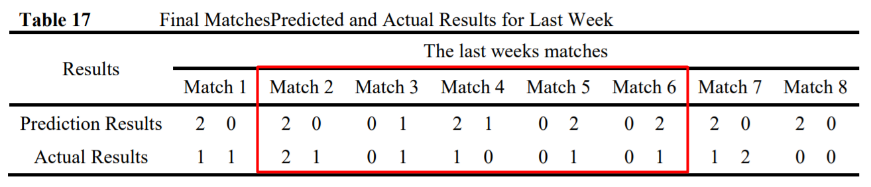 Table 17 Final MatchesPredicted and Actual Results for Last Week
Results The last weeks matches
Match 1 Match 2 Match 3 Match 4 Match 5 Match 6 Match 7 Match 8
Prediction Results 2 0 2 0 0 1 2 1 0 2 0 2 2 0 2 0
Actual Results 1 1 2 1 0 1 1 0 0 1 0 1 1 2 0 0